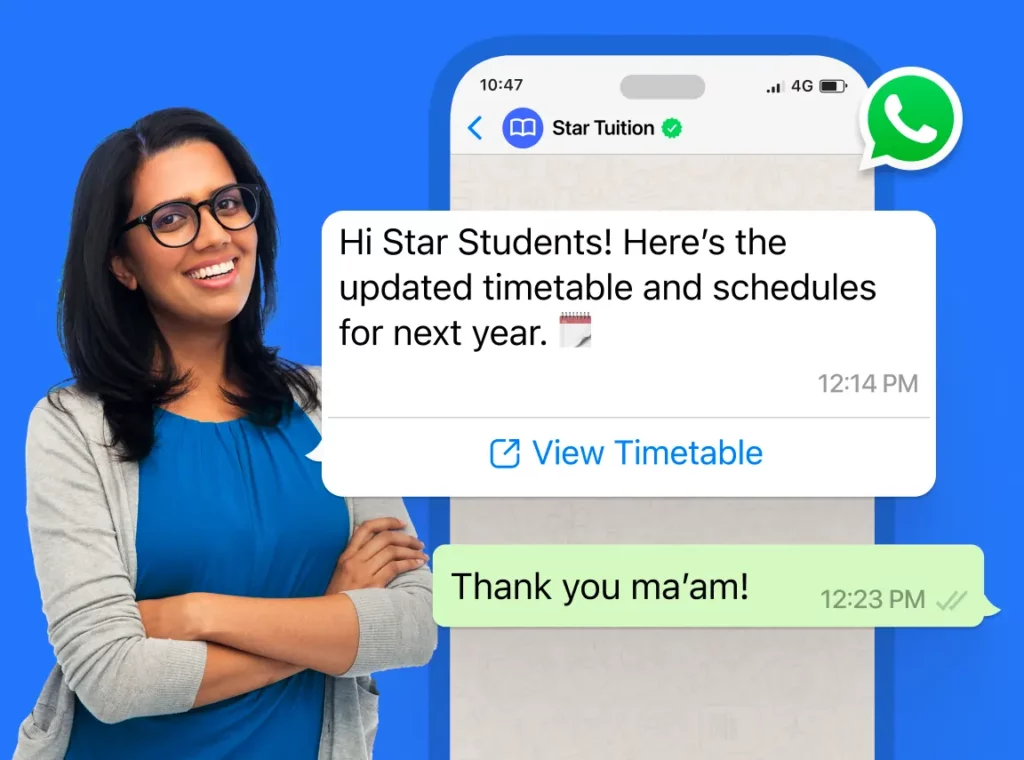 10:47
4G
Star Tuition
Hi Star Students! Here’s the
updated timetable and schedules
for next year.
12:14 PM
View Timetable
Thank you ma’am!
12:23 PM